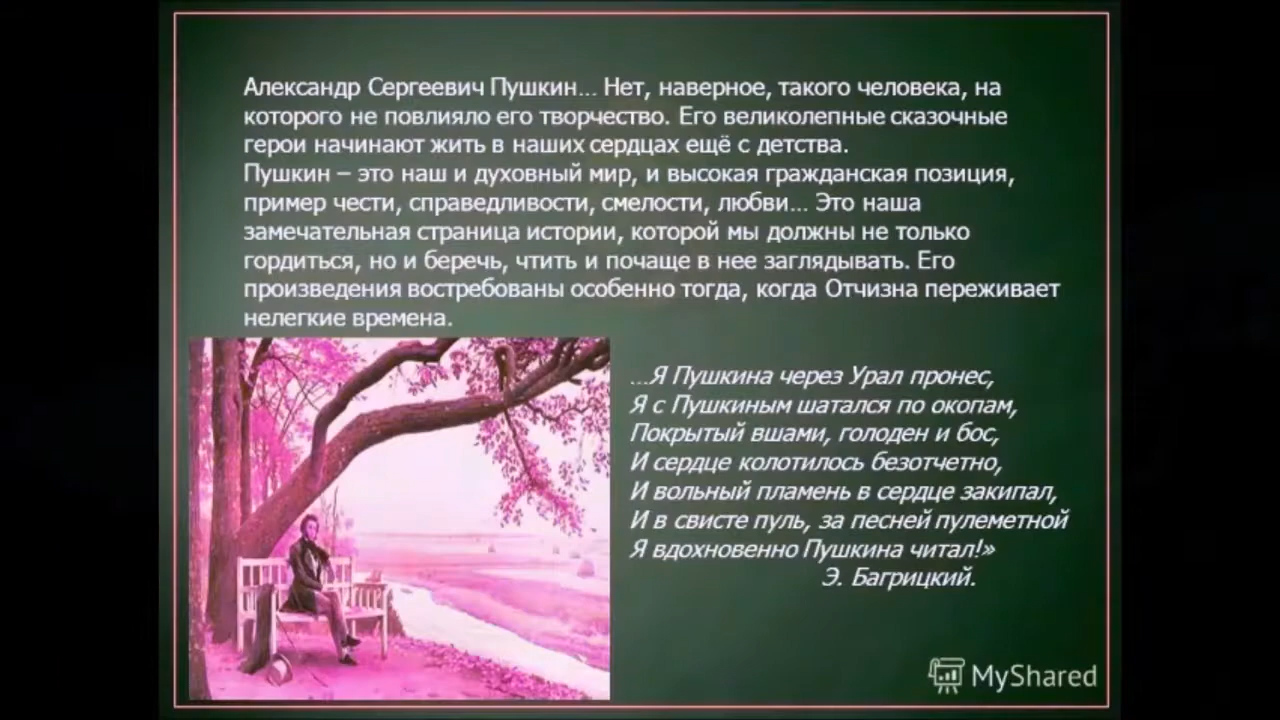 Александр Сергеевич Пушкин... Нет, наверное, такого человека, на
которого не повлияло его творчество. Его великолепные сказочные
герои начинают жить в наших сердцах ещё с детства.
Пушкин – это наш и духовный мир, и высокая гражданская позиция,
пример чести, справедливости, смелости, любви... Это наша
замечательная страница истории, которой мы должны не только
гордиться, но и беречь, чтить и почаще в нее заглядывать. Его
произведения востребованы особенно тогда, когда Отчизна переживает
нелегкие времена.
...Я Пушкина через Урал пронес,
Я с Пушкиным шатался по окопам,
Покрытый вшами, голоден и бос,
И сердце колотилось безотчетно,
И вольный пламень в сердце закипал,
И в свисте пуль, за песней пулеметной
Я вдохновенно Пушкина читал!»
Э. Багрицкий.
MyShared